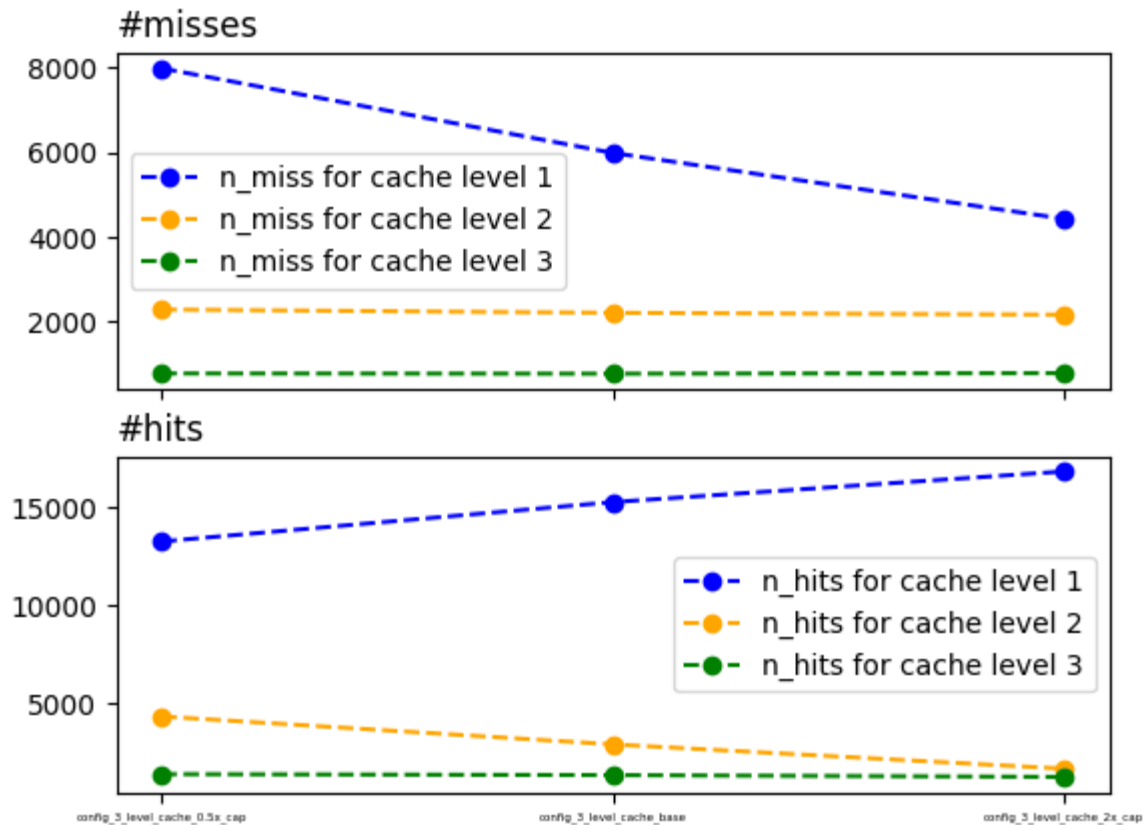 #misses
8000
6000
4000
2000
n_miss for cache level 1
n_miss for cache level 2
n_miss for cache level 3
#hits
15000
10000
5000
n_hits for cache level 1
n_hits for cache level 2
n_hits for cache level 3
config_3_level_cache_0.5x_cap config_3_level_cache_base config_3_level_cache_2x_cap